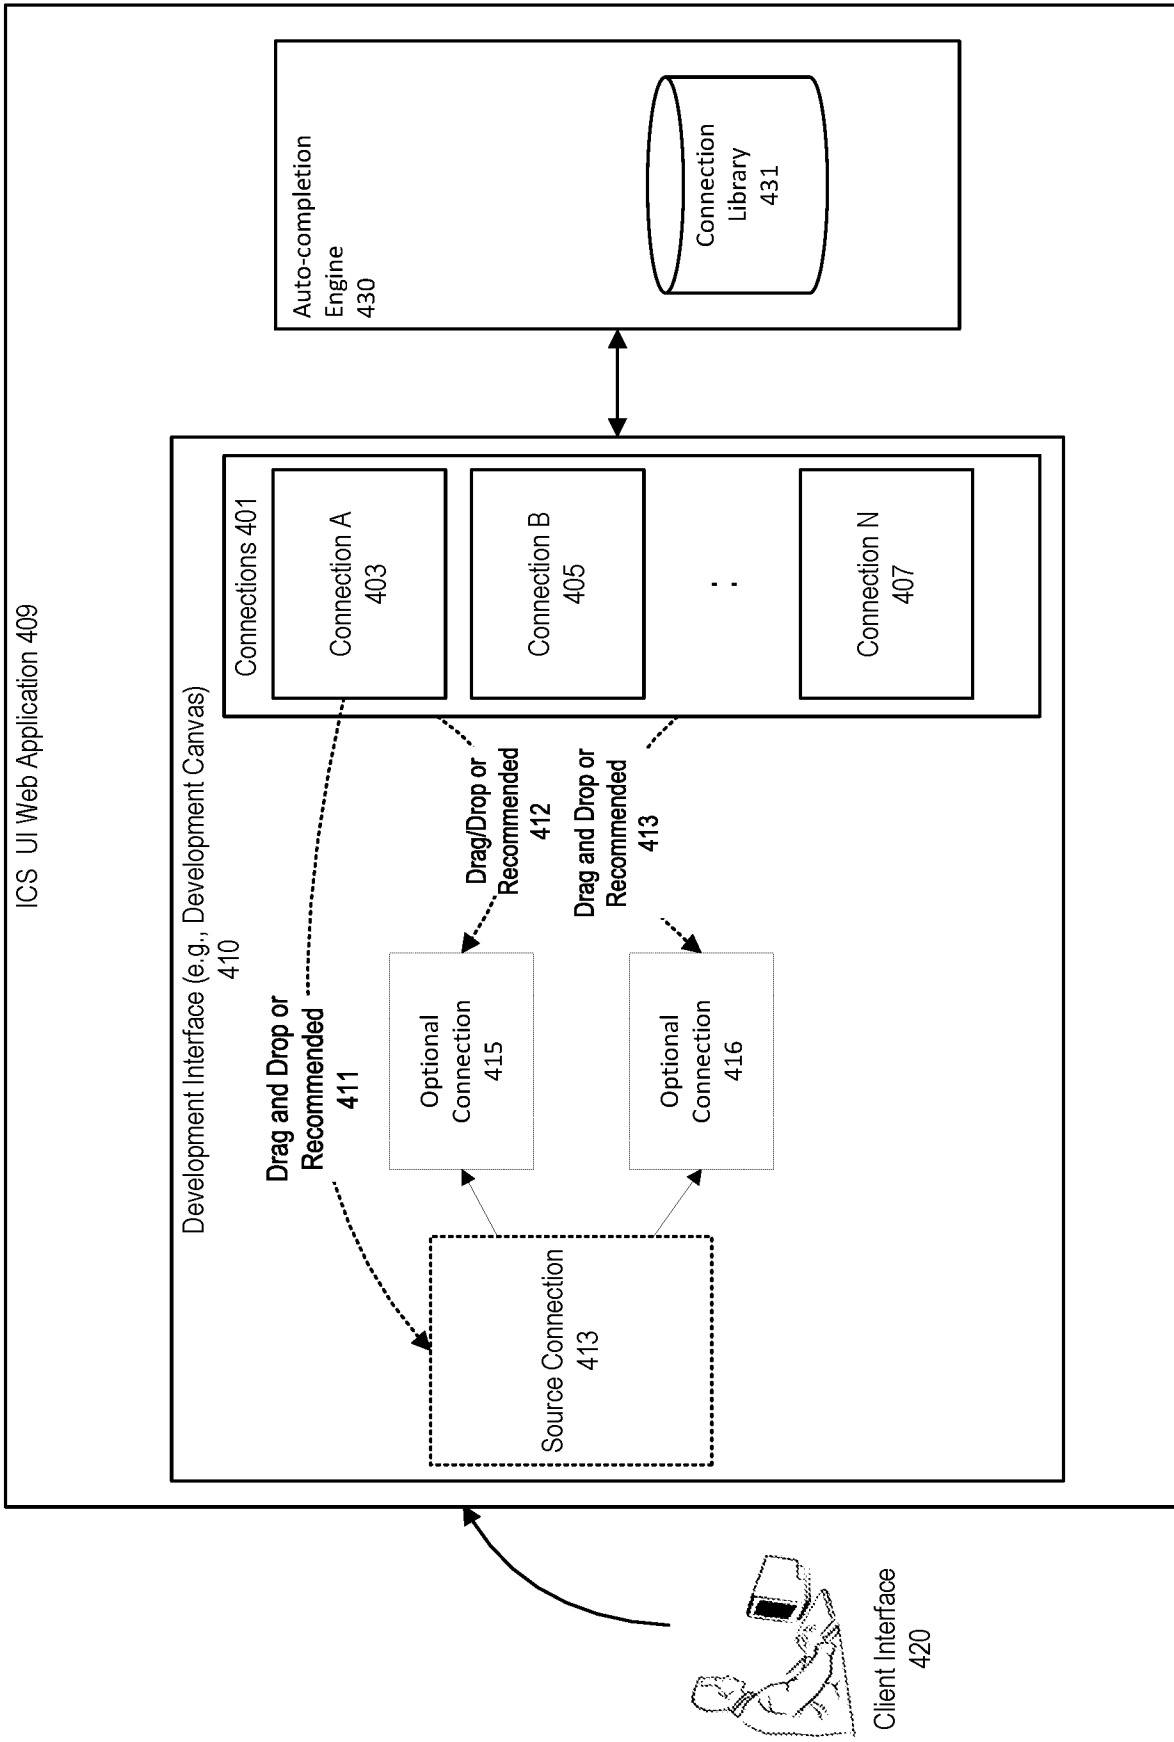 ICS  UI Web Application 409
Development Interface (e.g., Development Canvas)
410
Connections 401
Connection A
403
Connection B
405
: 
Connection N
407
Auto-completion
Engine
430
Connection
Library
431
Drag and Drop or
Recommended
411
Drag/Drop or
Recommended
412
Drag and Drop or
Recommended
413
Optional
Connection
415
Optional
Connection
416
Source Connection
413
Client Interface
420